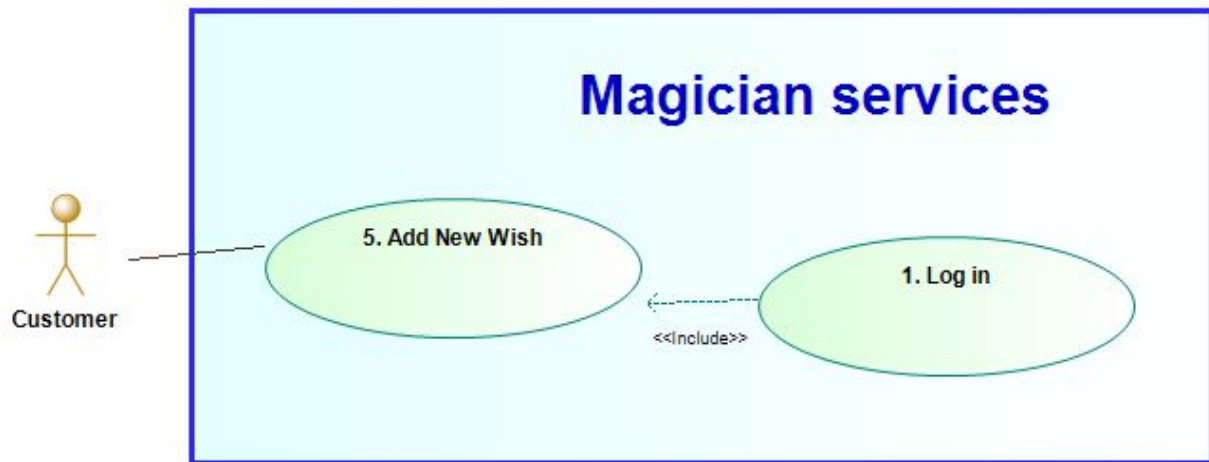 Magician services
5. Add New Wish
1. Log in
<<Include>>
Customer